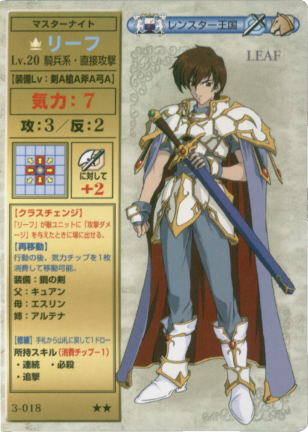 マスターナイト
リーフ
Lv.20 騎兵系・直接攻撃
【装備Lv:剣A槍A斧A弓A】
気力:7
攻:3/反:2
に対して
+2
【クラスチェンジ】
「リーフ」が敵ユニットに「攻撃ダメージ」を与えたときに場に出せる。
【再移動】
行動の後、気力チップを1枚
消費して移動可能。
装備:鋼の剣
父:キュアン
母:エスリン
姉:アルテナ
【修練】手札から山札に戻して1ドロー
所持スキル(消費チップー1)
・連続 ・必殺
・追撃
3-018
★★
レンスター王国
LEAF